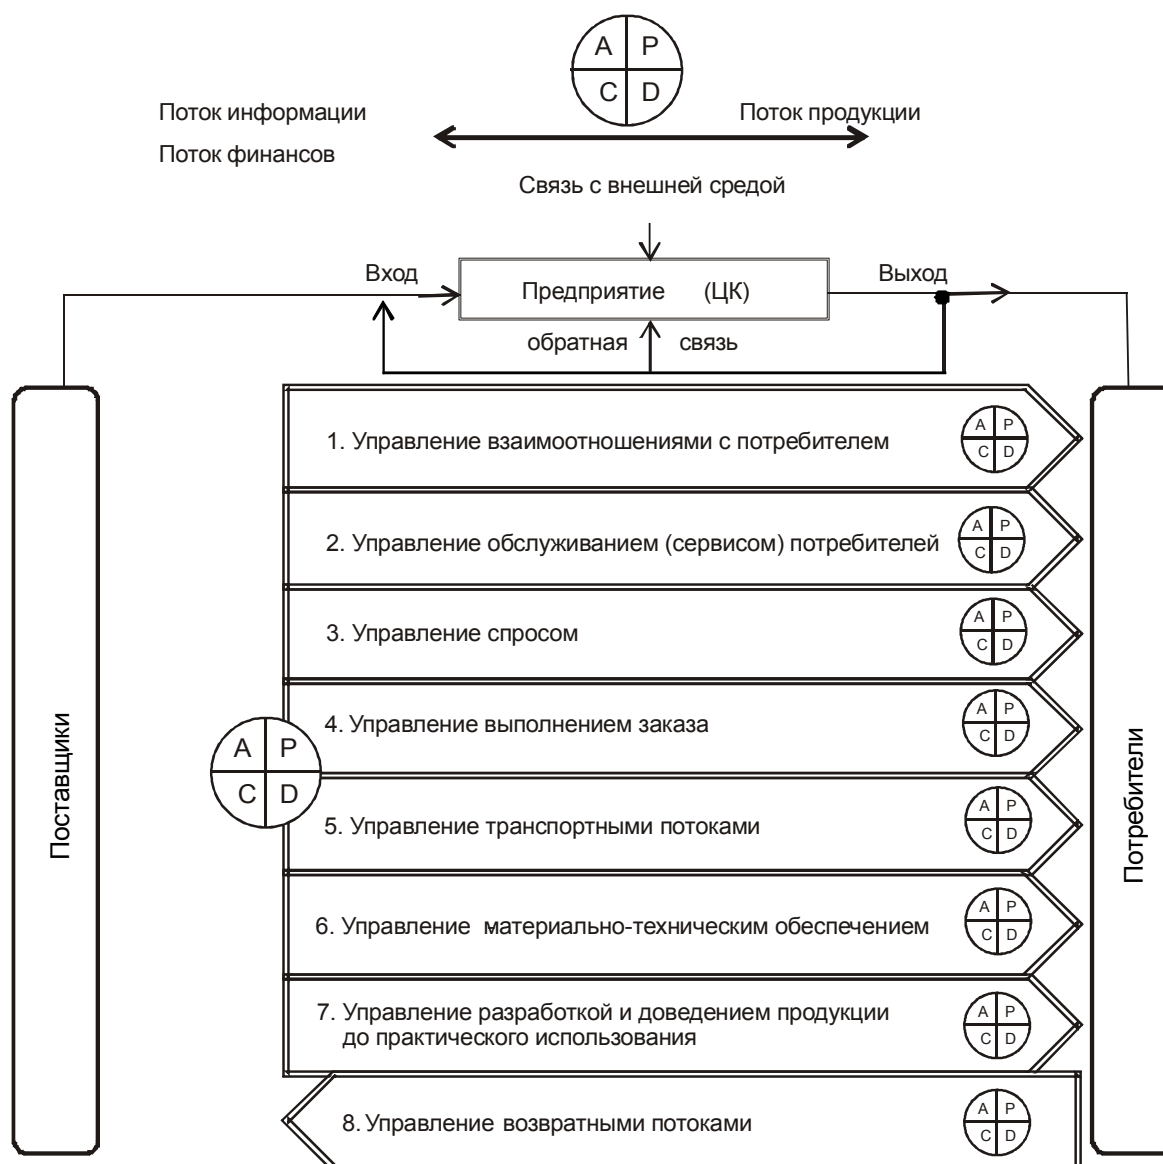 A P
C D
Поток информации
Поток продукции
Поток финансов
Связь с внешней средой
Вход
Предприятие (ЦК)
Выход
обратная связь
1. Управление взаимоотношениями с потребителем
A P
C D
2. Управление обслуживанием (сервисом) потребителей
A P
C D
3. Управление спросом
A P
C D
4. Управление выполнением заказа
A P
C D
A P
C D
5. Управление транспортными потоками
A P
C D
6. Управление материально-техническим обеспечением
A P
C D
7. Управление разработкой и доведением продукции
до практического использования
A P
C D
8. Управление возвратными потоками
A P
C D
Поставщики
Потребители